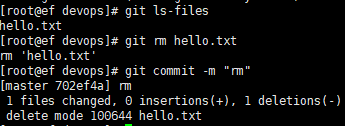 [root@ef devops]# git ls-files
hello.txt
[root@ef devops]# git rm hello.txt
rm 'hello.txt'
[root@ef devops]# git commit -m "rm"
[master 702ef4a] rm
 1 files changed, 0 insertions(+), 1 deletions(-)
 delete mode 100644 hello.txt